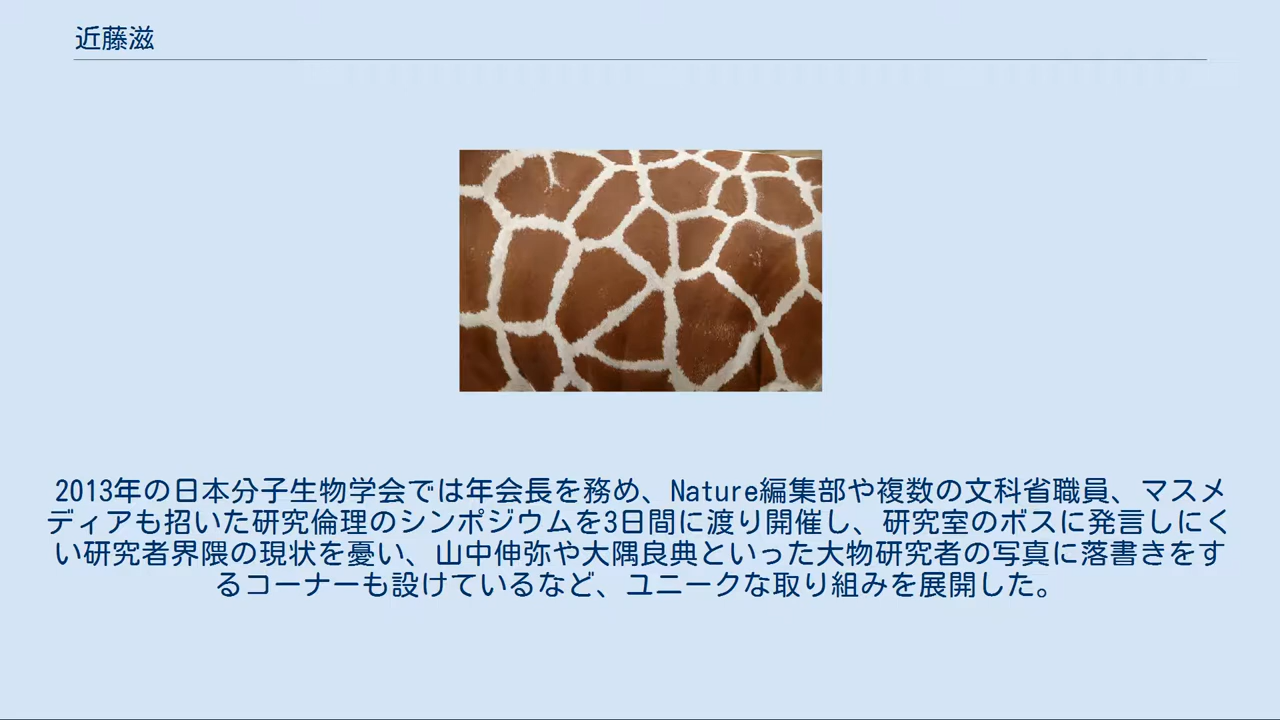 近藤滋
2013年の日本分子生物学会では年会長を務め、Nature編集部や複数の文科省職員、マスメ
ディアも招いた研究倫理のシンポジウムを3日間に渡り開催し、研究室のボスに発言しにく
い研究者界隈の現状を憂い、山中伸弥や大隅良典といった大物研究者の写真に落書きをす
るコーナーも設けているなど、ユニークな取り組みを展開した。